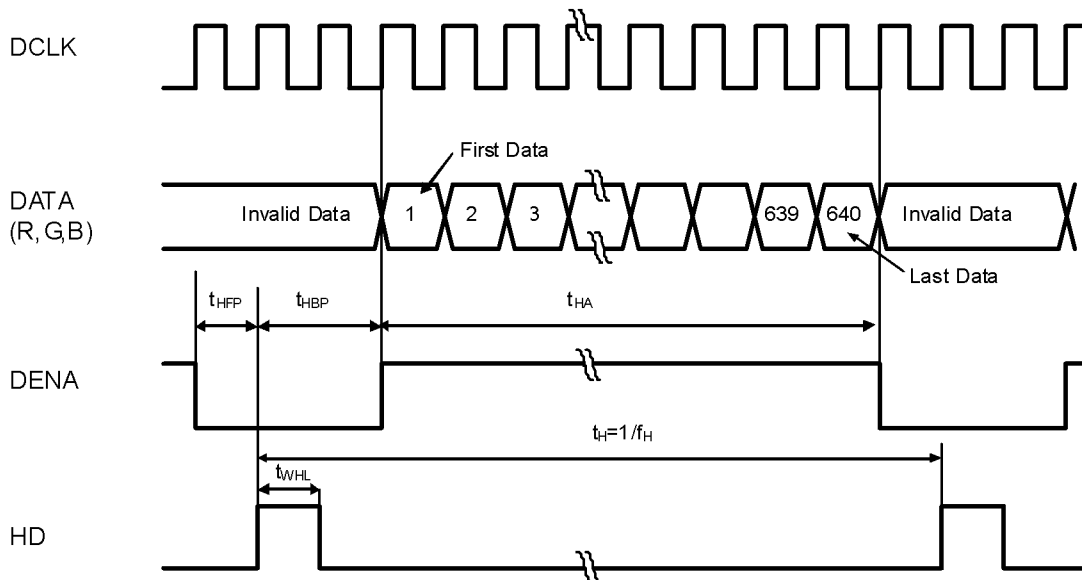 DCLK
First Data
DATA
(R, G,B)
Invalid Data 1 2 3 639 640 Invalid Data
Last Data
tHFP tHBP tHA
DENA
tH=1/fH
tWHL
HD